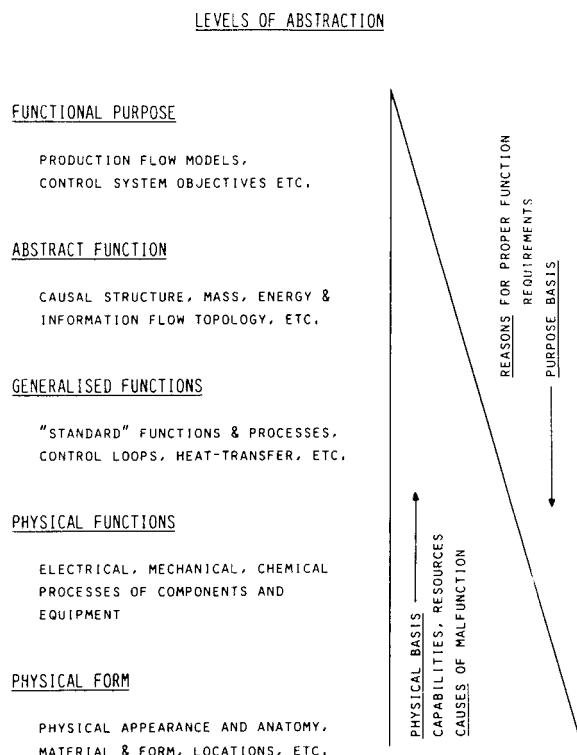 LEVELS OF ABSTRACTION
FUNCTIONAL PURPOSE
PRODUCTION FLOW MODELS,
CONTROL SYSTEM OBJECTIVES ETC.
ABSTRACT FUNCTION
CAUSAL STRUCTURE, MASS, ENERGY &
INFORMATION FLOW TOPOLOGY, ETC.
GENERALISED FUNCTIONS
"STANDARD" FUNCTIONS & PROCESSES,
CONTROL LOOPS, HEAT-TRANSFER, ETC.
PHYSICAL FUNCTIONS
ELECTRICAL, MECHANICAL, CHEMICAL
PROCESSES OF COMPONENTS AND
EQUIPMENT
PHYSICAL FORM
PHYSICAL APPEARANCE AND ANATOMY,
MATERIAL & FORM, LOCATIONS, ETC.
REASONS FOR PROPER FUNCTION
REQUIREMENTS
PURPOSE BASIS
PHYSICAL BASIS
CAPABILITIES, RESOURCES
CAUSES OF MALFUNCTION